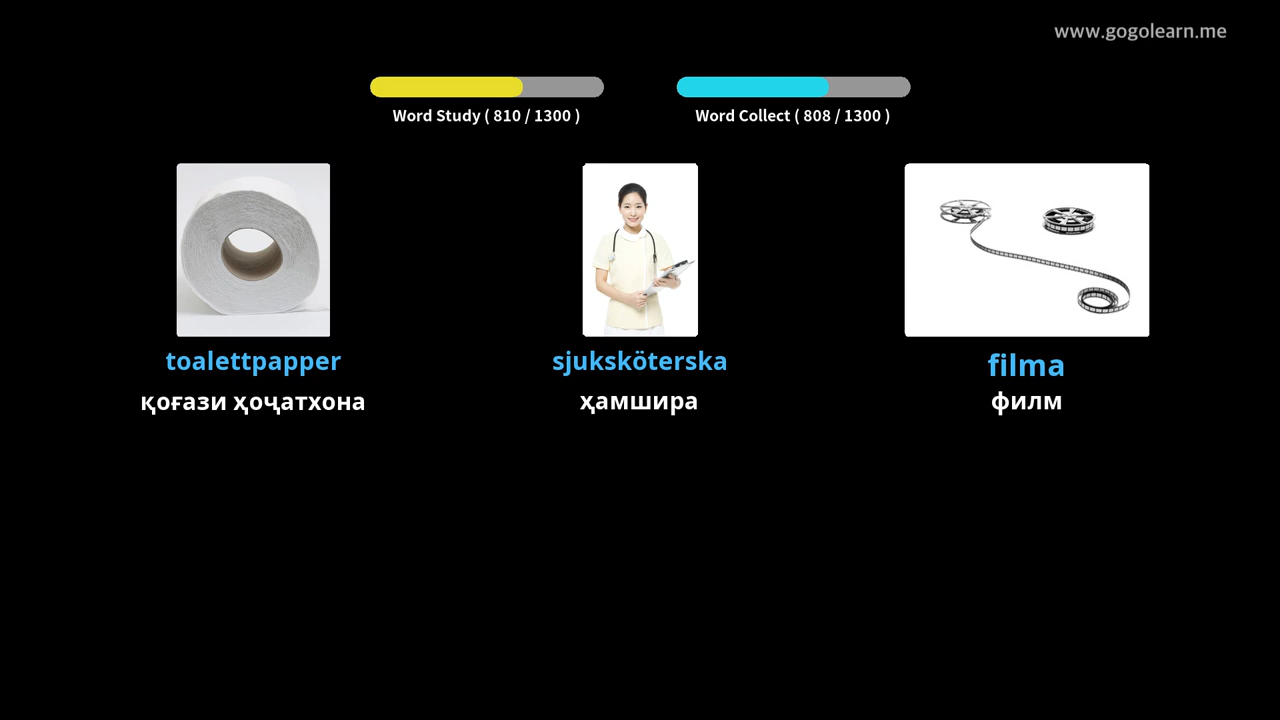 www.gogolearn.me
Word Study ( 810 / 1300 )
Word Collect ( 808 / 1300 )
toalettpapper
sjuksköterska
filma
қоғази ҳоҷатхона
ҳамшира
филм